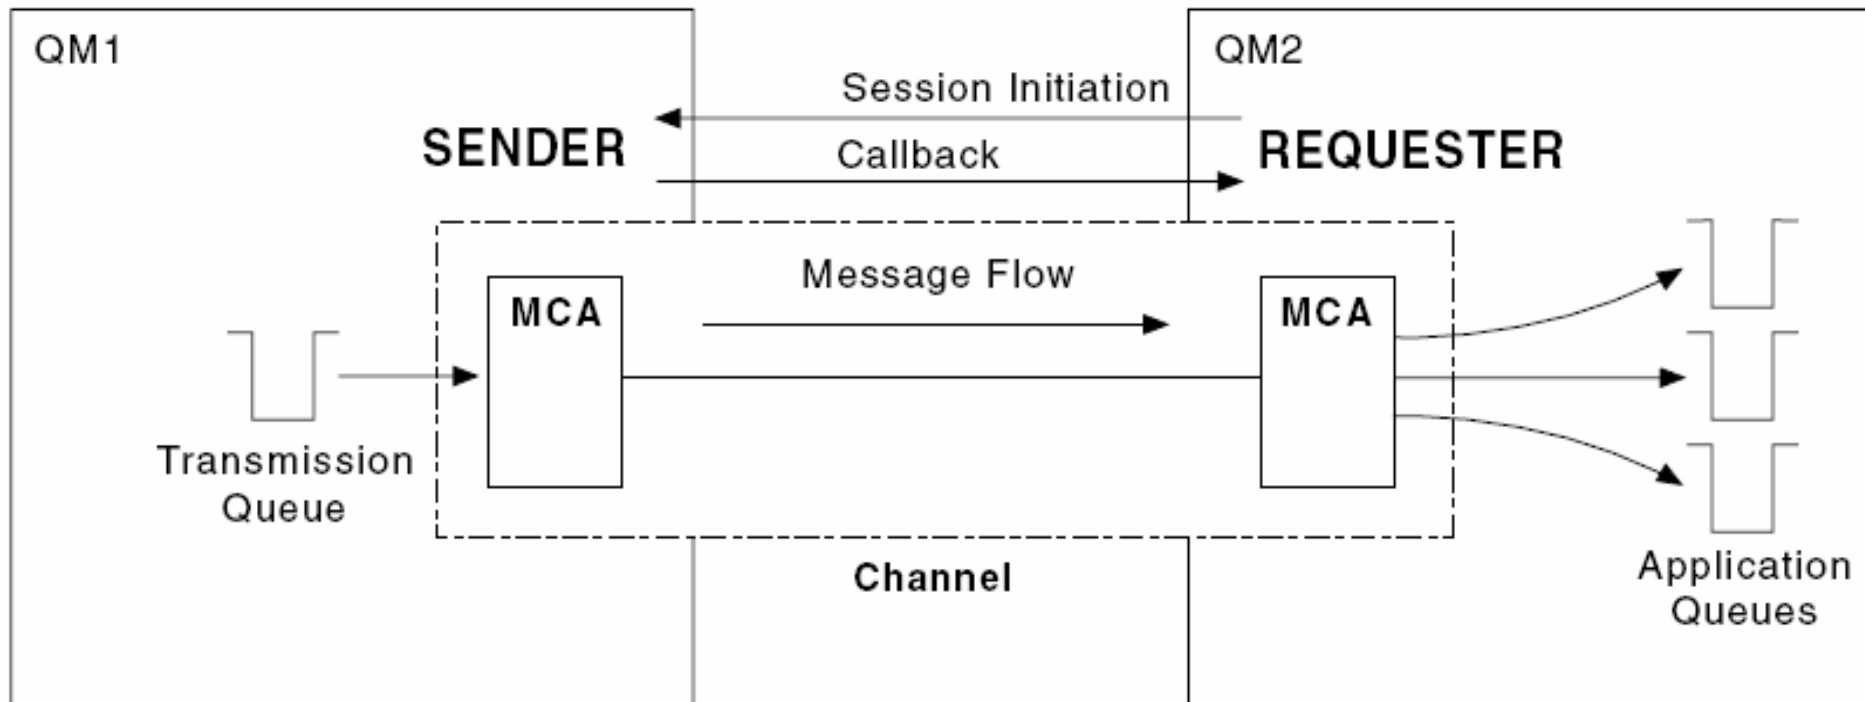 QM1
QM2
Session Initiation
SENDER
Callback
REQUESTER
Message Flow
MCA
MCA
Transmission
Queue
Channel
Application
Queues